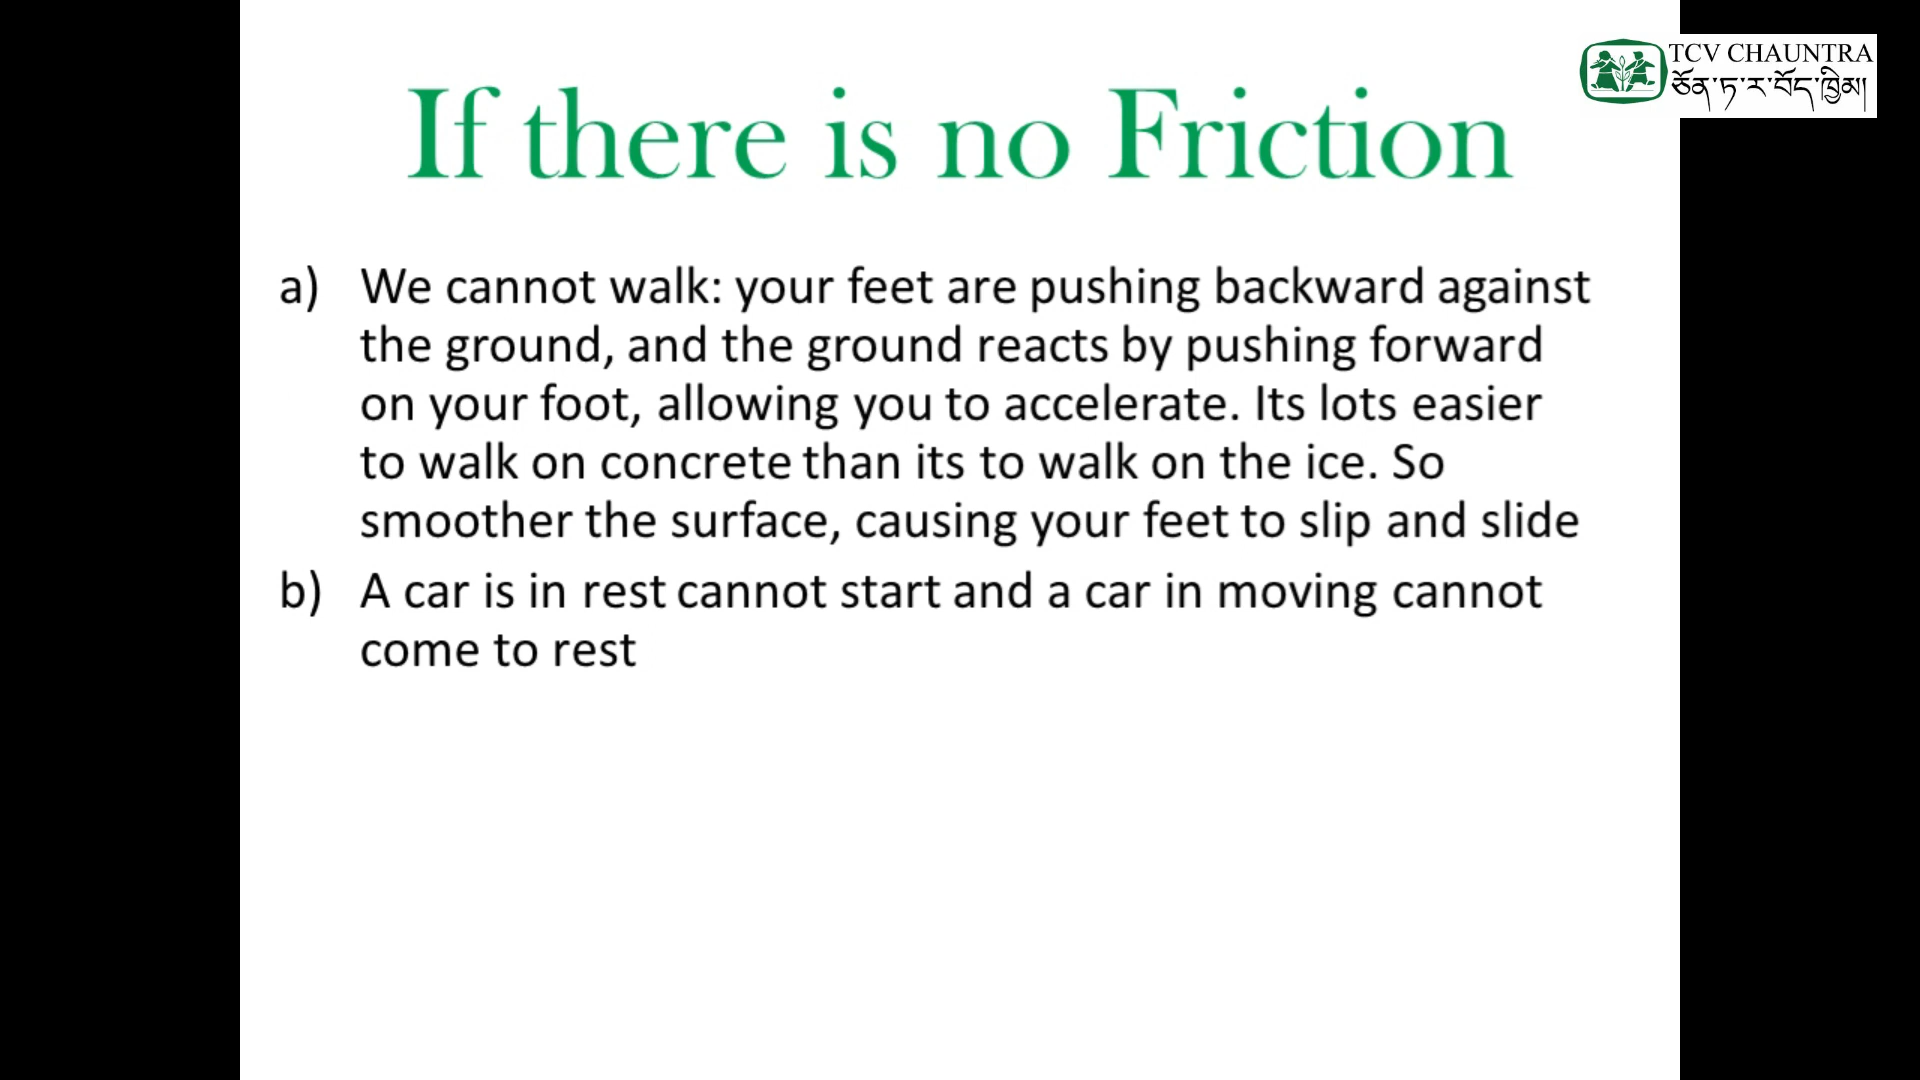 TCV CHAUNTRA
ཅོན་ཏ་ར་བོད་ཁྱིམ།
If there is no Friction
a) We cannot walk: your feet are pushing backward against
the ground, and the ground reacts by pushing forward
on your foot, allowing you to accelerate. Its lots easier
to walk on concrete than its to walk on the ice. So
smoother the surface, causing your feet to slip and slide
b) A car is in rest cannot start and a car in moving cannot
come to rest